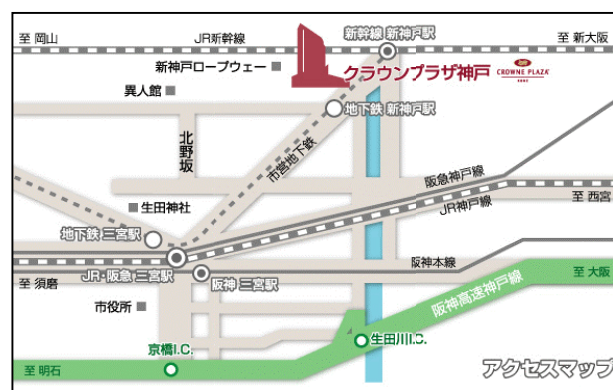 至 岡山
JR新幹線
新幹線 新神戸駅
至 新大阪
新神戸ロープウェー
クラウンプラザ神戸
CROWNE PLAZA
異人館
地下鉄 新神戸駅
北野坂
市営地下鉄
阪急神戸線
JR神戸線
至 西宮
生田神社
地下鉄 三宮駅
JR・阪急 三宮駅
阪神 三宮駅
阪神本線
至 須磨
至 大阪
阪神高速神戸線
市役所
京橋I.C.
生田川I.C.
至 明石
アクセスマップ